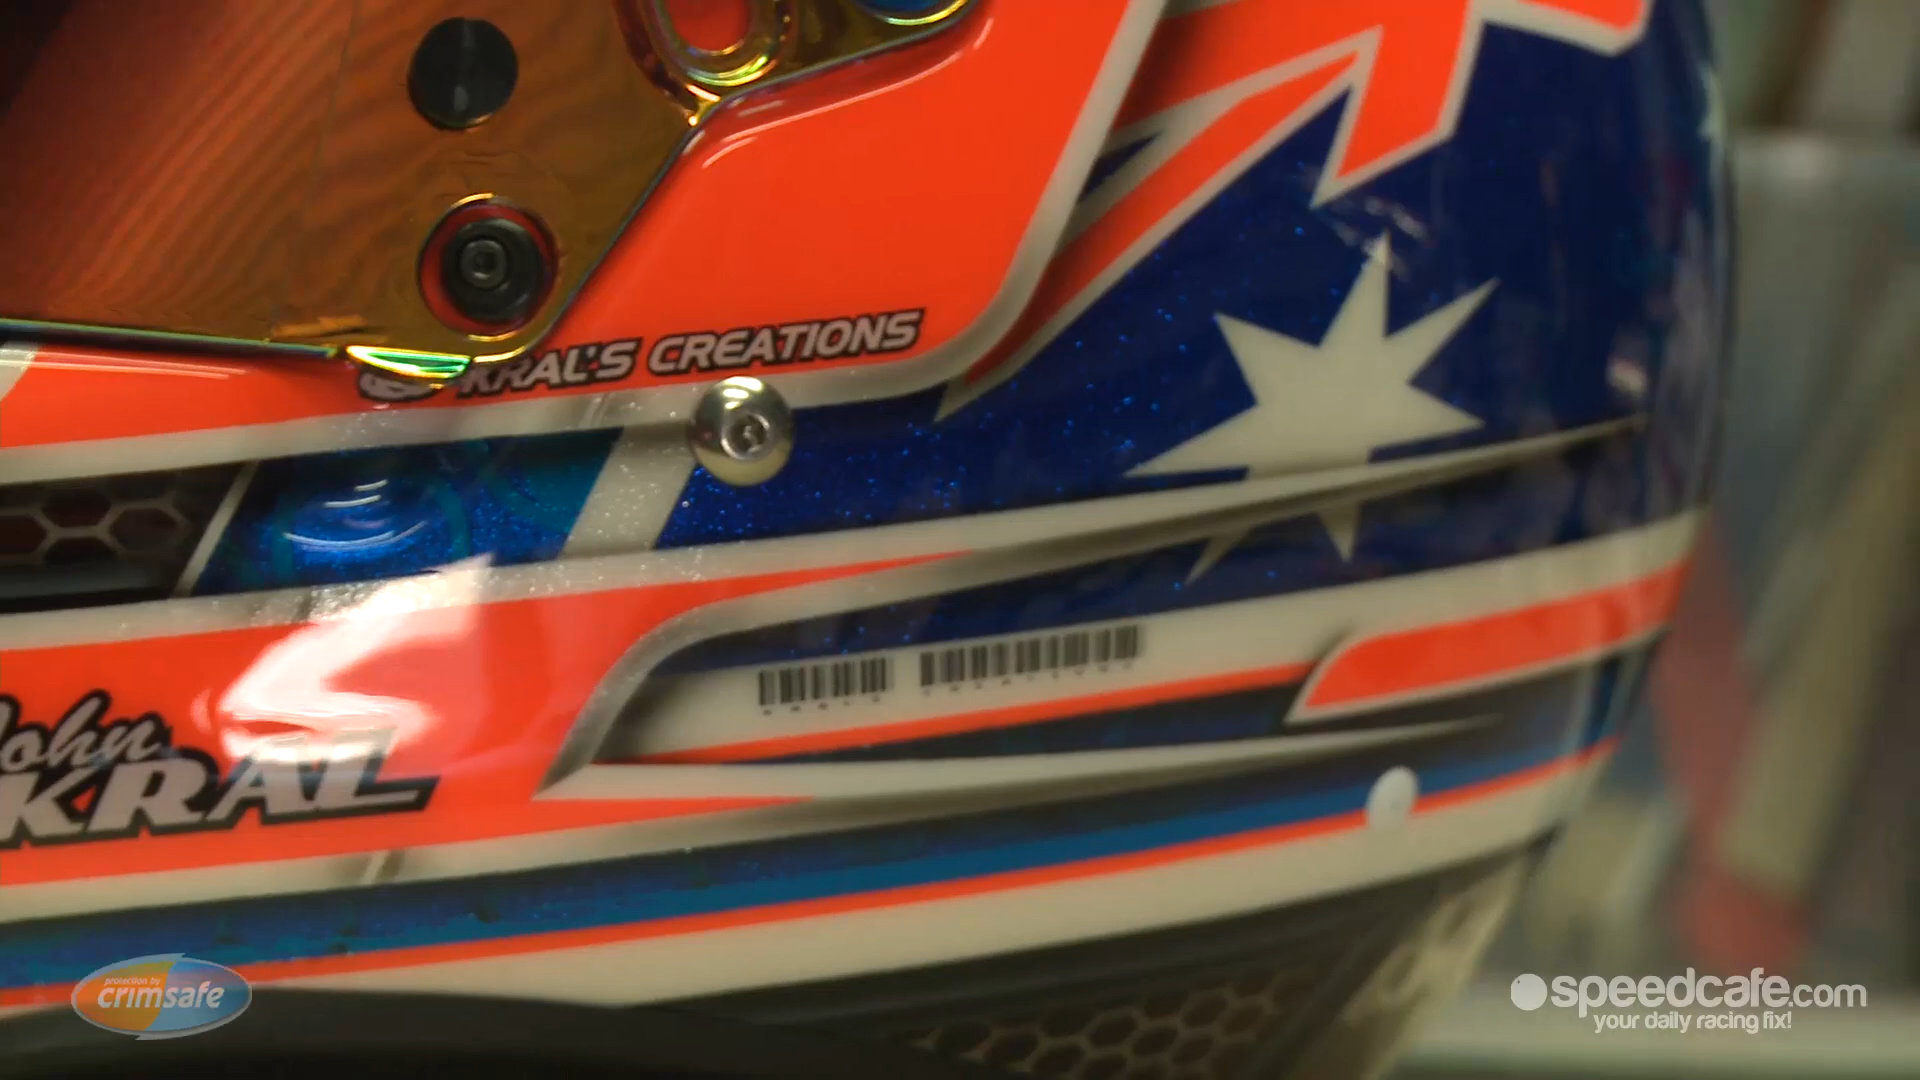 KRAL'S CREATIONS
John
KRAL
protection by
crimsafe
speedcafe.com
your daily racing fix!